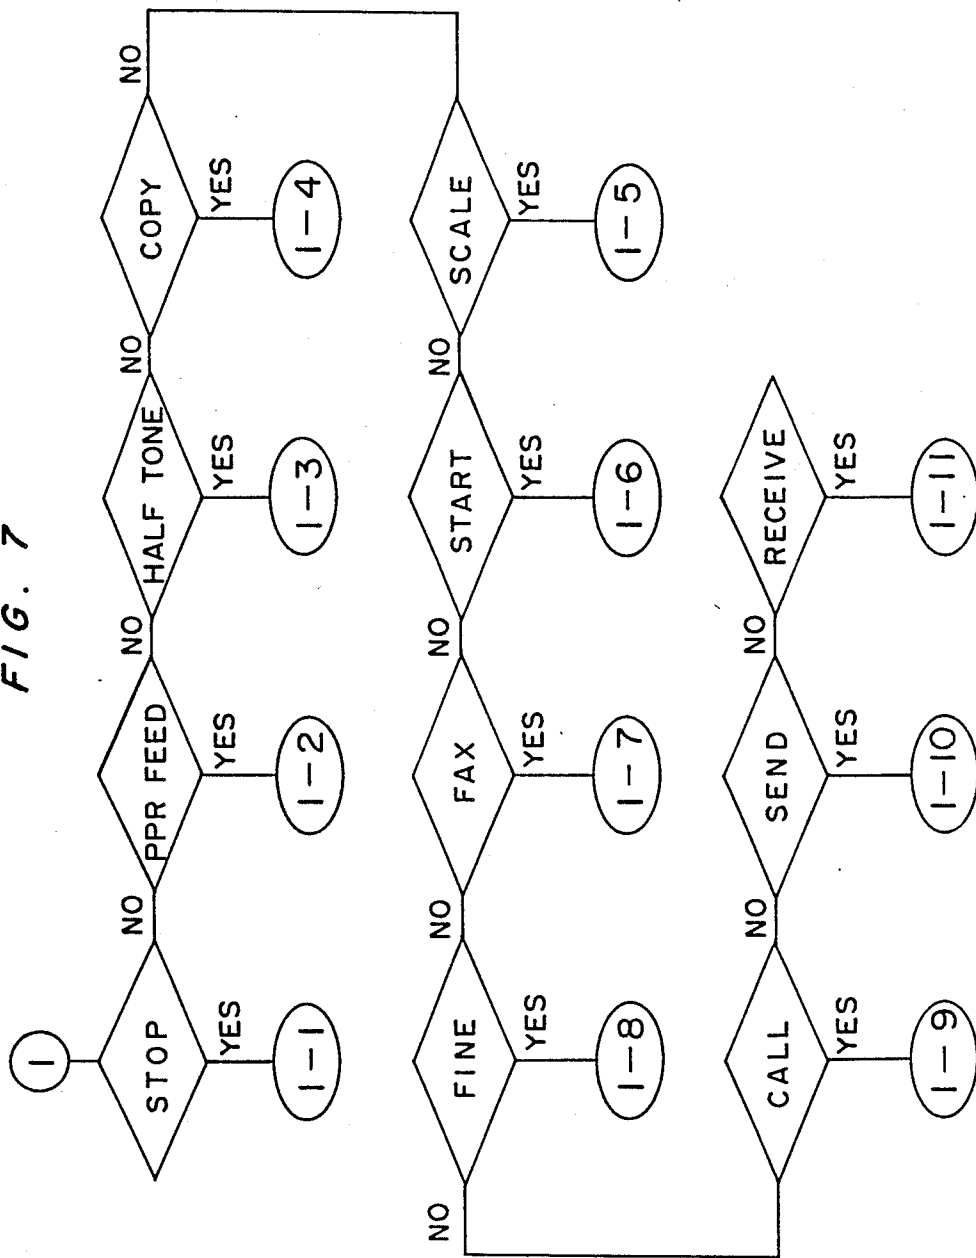 FIG. 7
1
STOP
NO
PPR FEED
NO
HALF TONE
NO
COPY
NO
YES
YES
YES
YES
1-1
1-2
1-3
1-4
NO
FINE
NO
FAX
NO
START
NO
SCALE
YES
YES
YES
YES
1-8
1-7
1-6
1-5
CALL
NO
SEND
NO
RECEIVE
YES
YES
YES
1-9
1-10
1-11